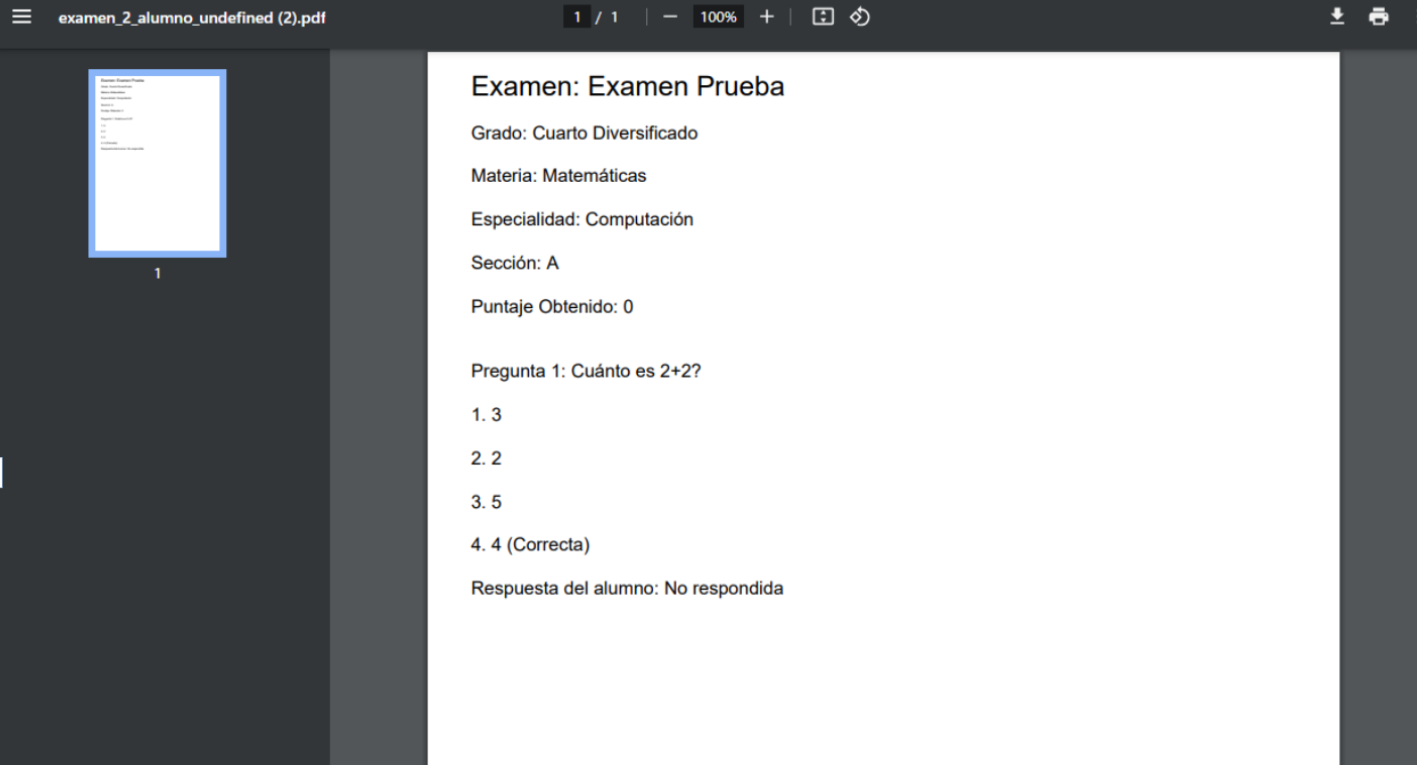 examen_2_alumno_undefined (2).pdf
1 / 1
100%
1
Examen: Examen Prueba
Grado: Cuarto Diversificado
Materia: Matemáticas
Especialidad: Computación
Sección: A
Puntaje Obtenido: 0
Pregunta 1: Cuánto es 2+2?
1. 3
2. 2
3. 5
4. 4 (Correcta)
Respuesta del alumno: No respondida